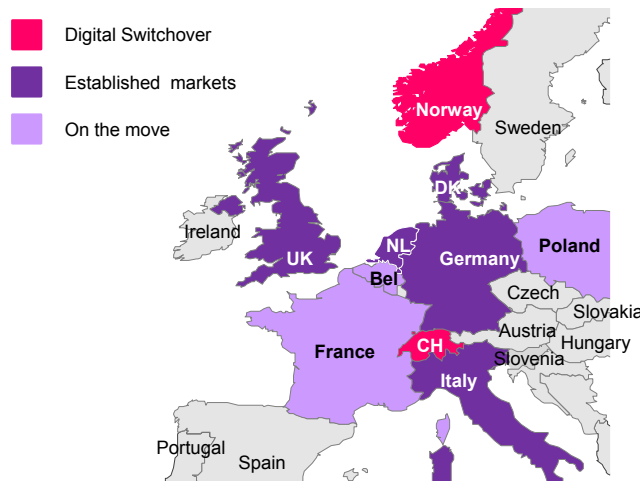 Digital Switchover
Established markets
On the move
Norway
Sweden
DK
Ireland
UK
NL
Germany
Poland
Bel
Czech
Slovakia
Austria
Hungary
France
CH
Slovenia
Italy
Portugal
Spain